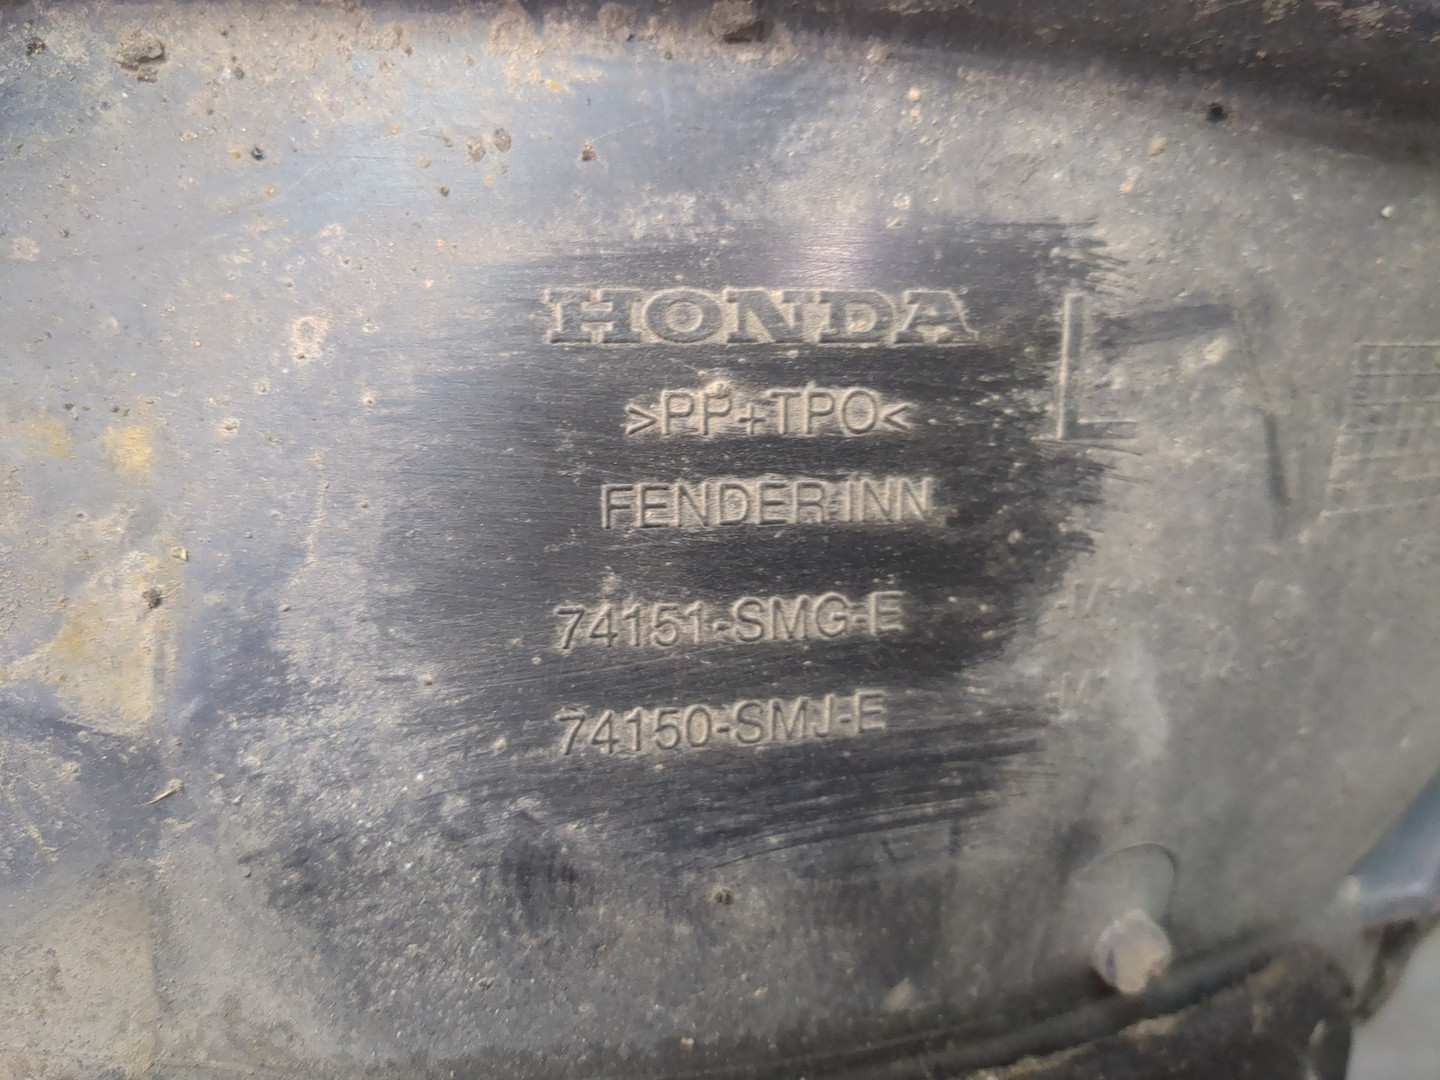 HONDA
L
>PP+TPO<
FENDER-INN
74151-SMG-E
74150-SMJ-E